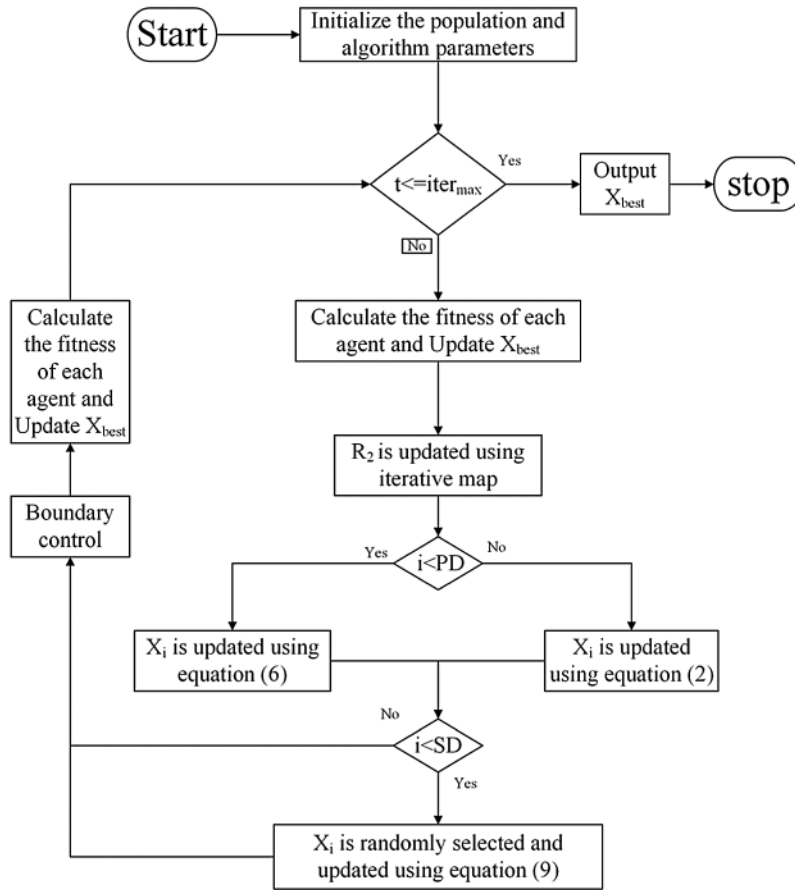 Start
Initialize the population and
algorithm parameters
t<=iter_max
Yes
Output
X_best
stop
No
Calculate the fitness of each
agent and Update X_best
Calculate
the fitness
of each
agent and
Update X_best
R_2 is updated using
iterative map
Boundary
control
i<PD
Yes
No
X_i is updated using
equation (6)
X_i is updated
using equation (2)
No
i<SD
Yes
X_i is randomly selected and
updated using equation (9)